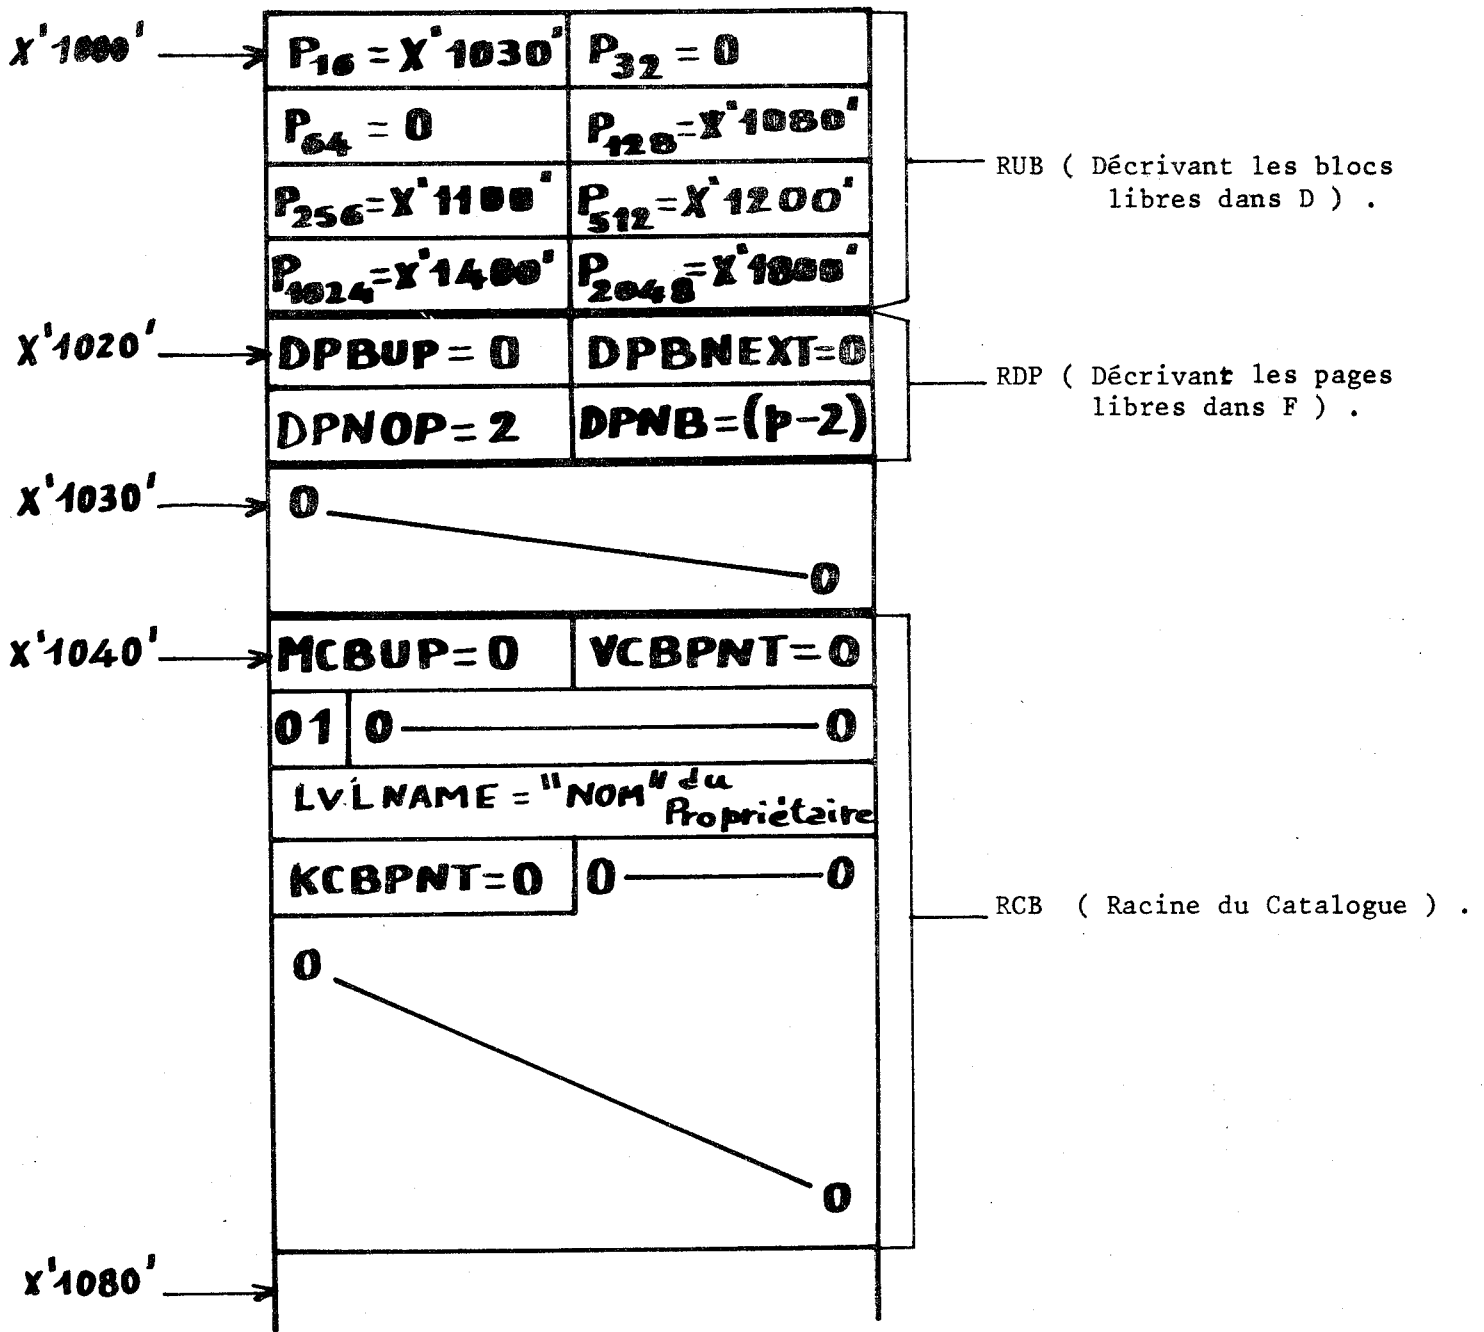 X'1000'
P16 = X'1030' P32 = 0
P64 = 0 P128 = X'1080'
P256 = X'1100' P512 = X'1200'
P1024 = X'1400' P2048 = X'1800'
RUB ( Décrivant les blocs
libres dans D ) .
X'1020'
DPBUP = 0 DPBNEXT=0
DPNOP = 2 DPNB = (p-2)
RDP ( Décrivant les pages
libres dans F ) .
X'1030'
0
0
X'1040'
MCBUP = 0 VCBPNT = 0
01 0 0
LVLNAME = "NOM" du
Propriétaire
KCBPNT=0 0 0
RCB ( Racine du Catalogue ) .
0
0
X'1080'